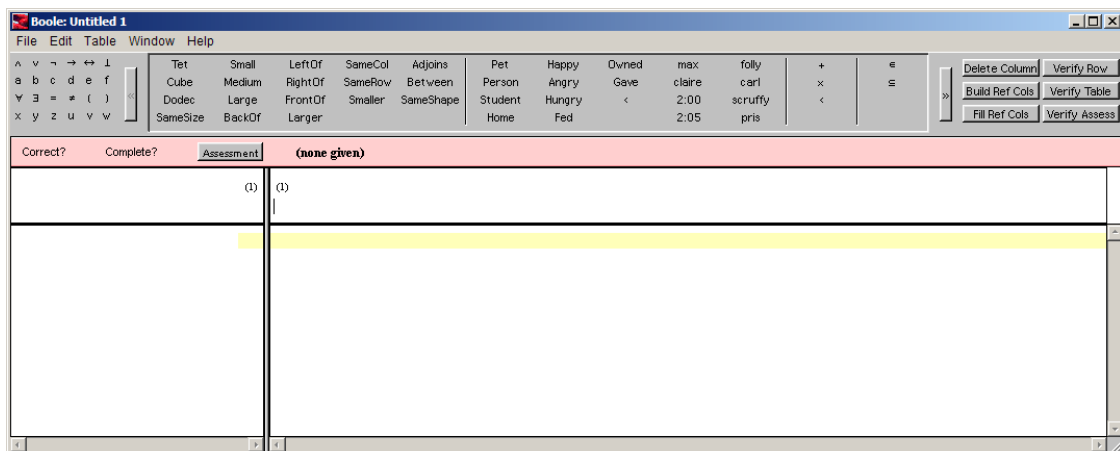 Boole: Untitled 1
File Edit Table Window Help
∧ ∨ ¬ → ↔ ⊥ Tet Small LeftOf SameCol Adjoins Pet Happy Owned max folly + ∈ Delete Column Verify Row
a b c d e f Cube Medium RightOf SameRow Between Person Angry Gave claire carl × ⊆ Build Ref Cols Verify Table
∀ ∃ = ≠ ( ) « Dodec Large FrontOf Smaller SameShape Student Hungry < 2:00 scruffy < » Fill Ref Cols Verify Assess
x y z u v w SameSize BackOf Larger Home Fed 2:05 pris
Correct? Complete? Assessment (none given)
(1) (1)